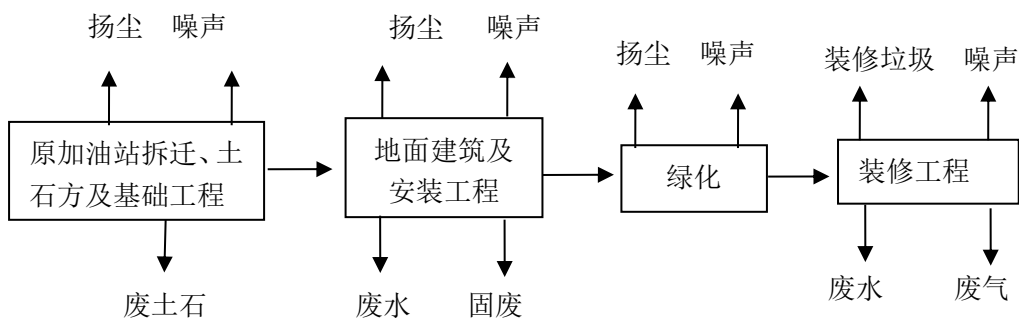 扬尘 噪声
扬尘 噪声
扬尘 噪声
装修垃圾 噪声
原加油站拆迁、土
石方及基础工程
地面建筑及
安装工程
绿化
装修工程
废土石
废水 固废
废水 废气